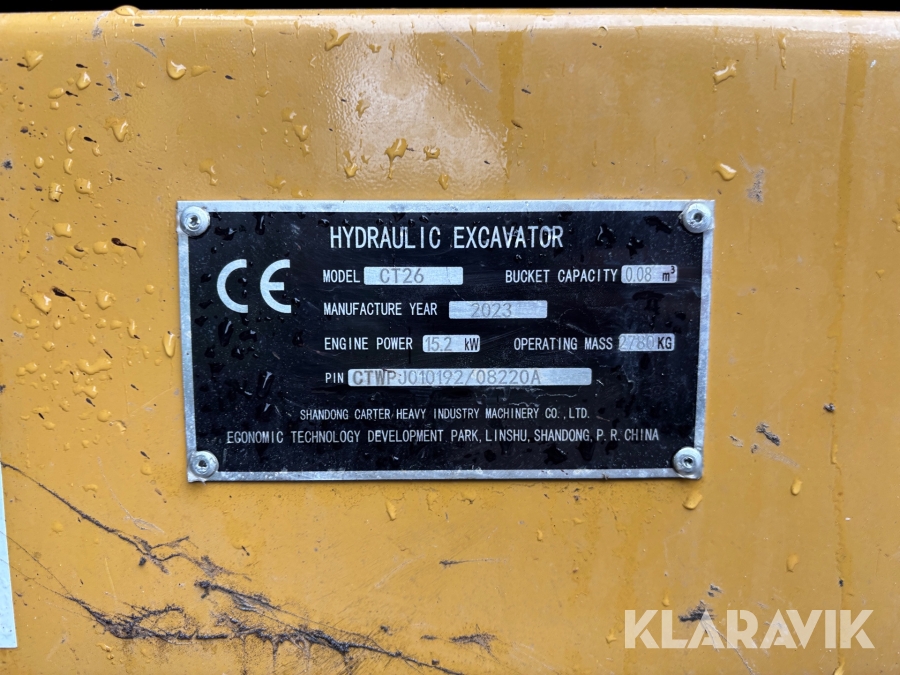 HYDRAULIC EXCAVATOR
CE
MODEL CT26 BUCKET CAPACITY 0.08 m³
MANUFACTURE YEAR 2023
ENGINE POWER 15.2 kW OPERATING MASS 2780KG
PIN CTWPJ010192/08220A
SHANDONG CARTER HEAVY INDUSTRY MACHINERY CO.,LTD.
ECONOMIC TECHNOLOGY DEVELOPMENT PARK, LINSHU, SHANDONG, P. R. CHINA
KLARAVIK